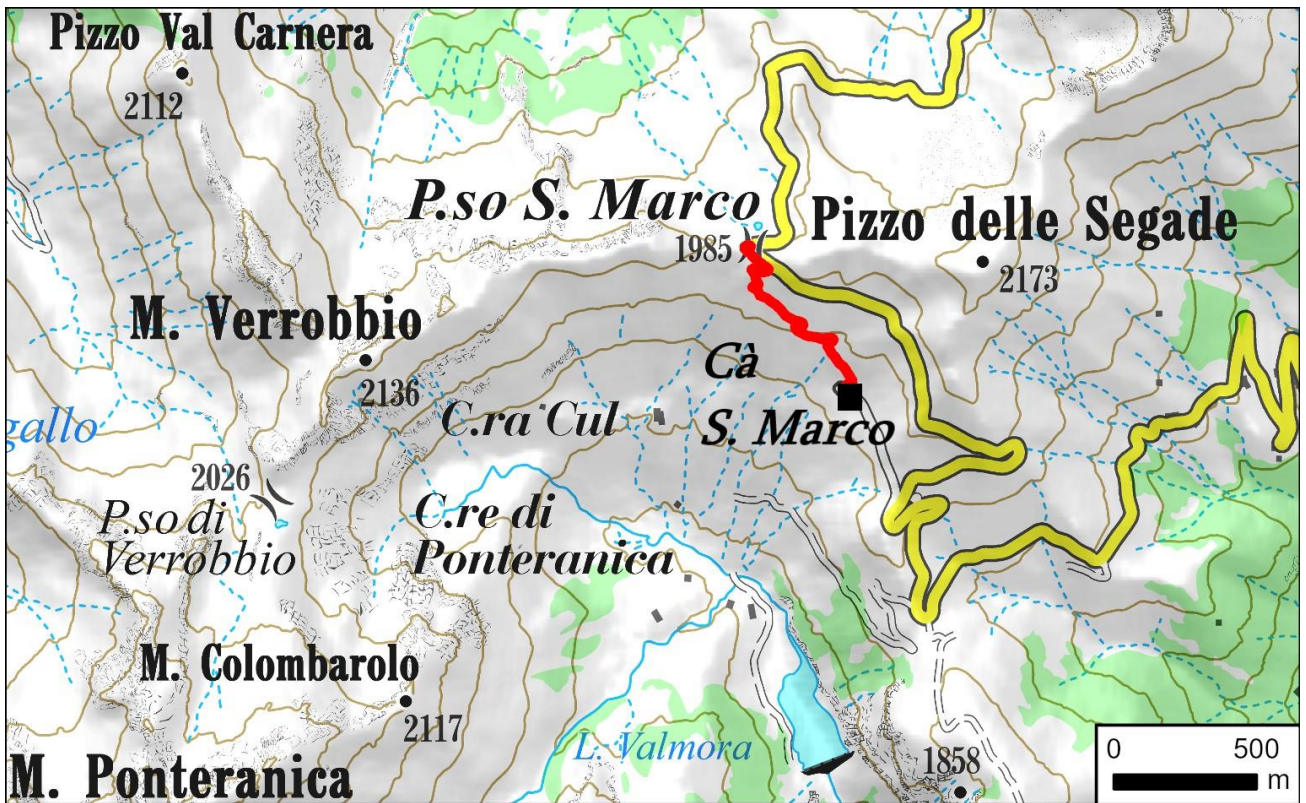 Pizzo Val Carnera
2112
P.so S. Marco
1985
Pizzo delle Segade
2173
M. Verrobbio
2136
Cà
S. Marco
C.ra Cul
gallo
2026
P.so di
Verrobbio
C.re di
Ponteranica
M. Colombarolo
2117
L. Valmora
1858
M. Ponteranica
0 500
m